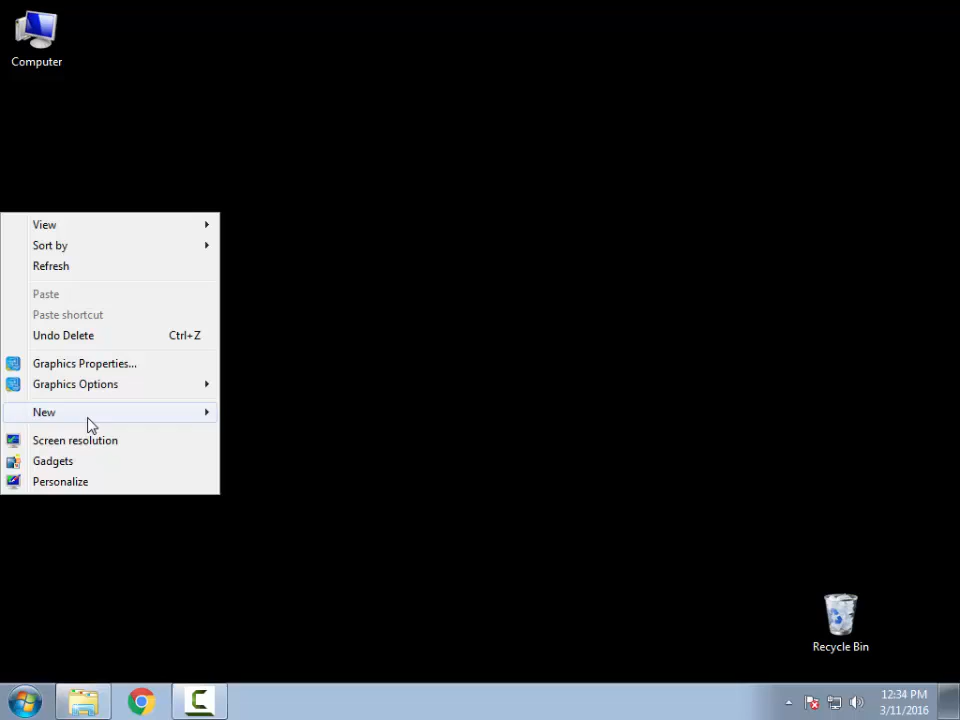 Computer
View
Sort by
Refresh
Paste
Paste shortcut
Undo Delete Ctrl+Z
Graphics Properties...
Graphics Options
New
Screen resolution
Gadgets
Personalize
Recycle Bin
12:34 PM
3/11/2016